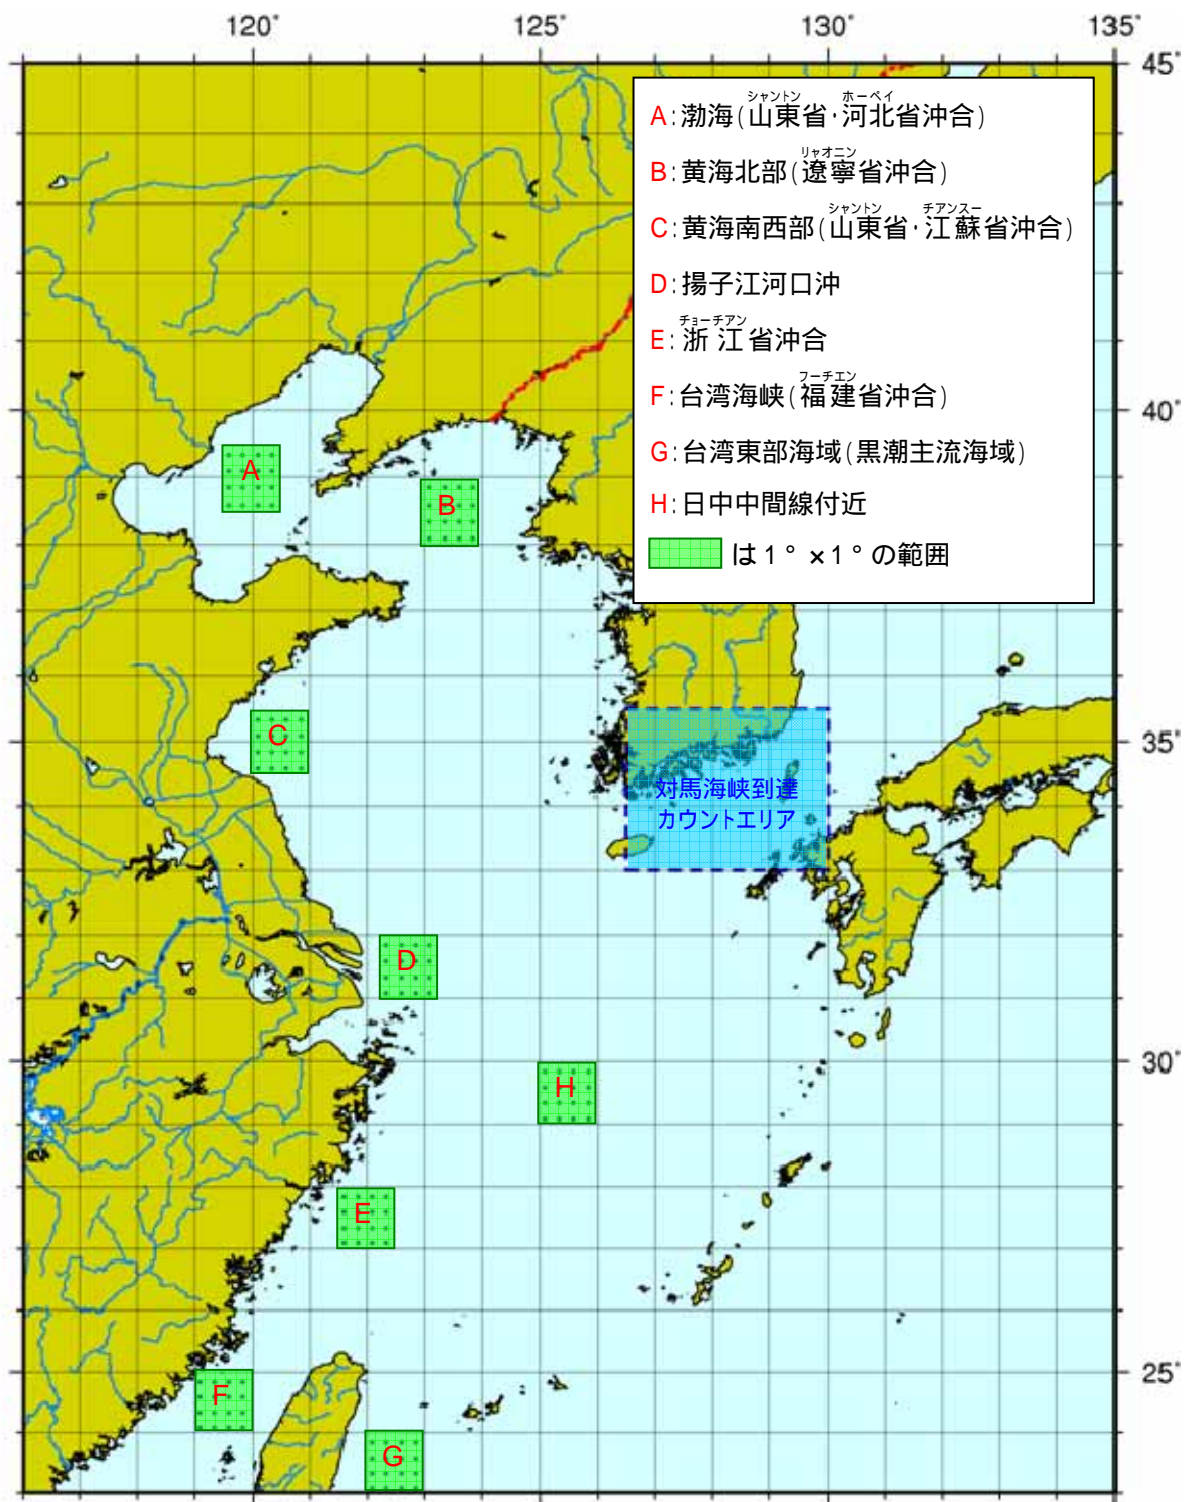 120° 125° 130° 135°
45°
シャントン ホーペイ
A:渤海(山東省・河北省沖合)
リャオニン
B:黄海北部(遼寧省沖合)
シャントン チアンスー
C:黄海南西部(山東省・江蘇省沖合)
D:揚子江河口沖
チョーチアン
E:浙江省沖合
フーチエン
F:台湾海峡(福建省沖合)
G:台湾東部海域(黒潮主流海域)
H:日中中間線付近
は1°×1°の範囲
40°
A
B
C
35°
対馬海峡到達
カウントエリア
D
30°
H
E
25°
F
G